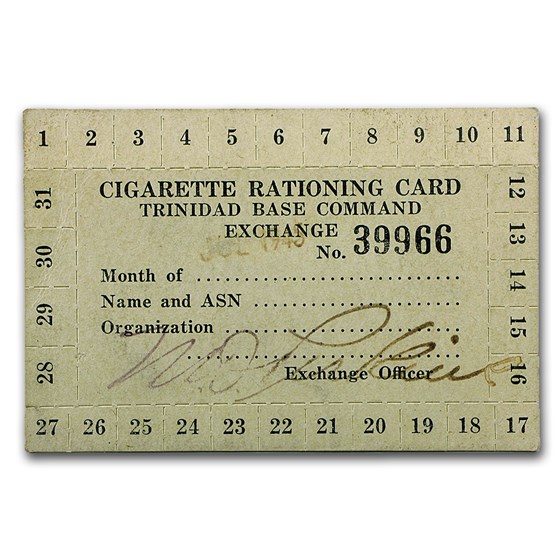 1 2 3 4 5 6 7 8 9 10 11
31 CIGARETTE RATIONING CARD 12
TRINIDAD BASE COMMAND
EXCHANGE 13
30 No. 39966
Month of 14
29 Name and ASN
Organization 15
28 Exchange Officer 16
27 26 25 24 23 22 21 20 19 18 17